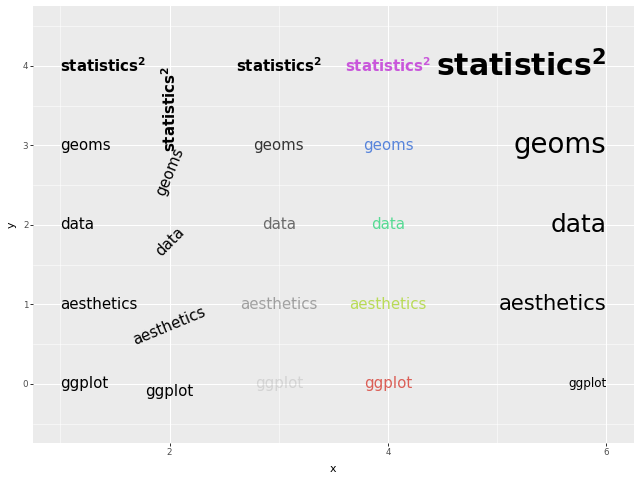 4 statistics² statistics² statistics² statistics² statistics²
3 geoms geoms geoms geoms geoms
2 data data data data data
1 aesthetics aesthetics aesthetics aesthetics aesthetics
0 ggplot ggplot ggplot ggplot ggplot
2 4 6
x
y